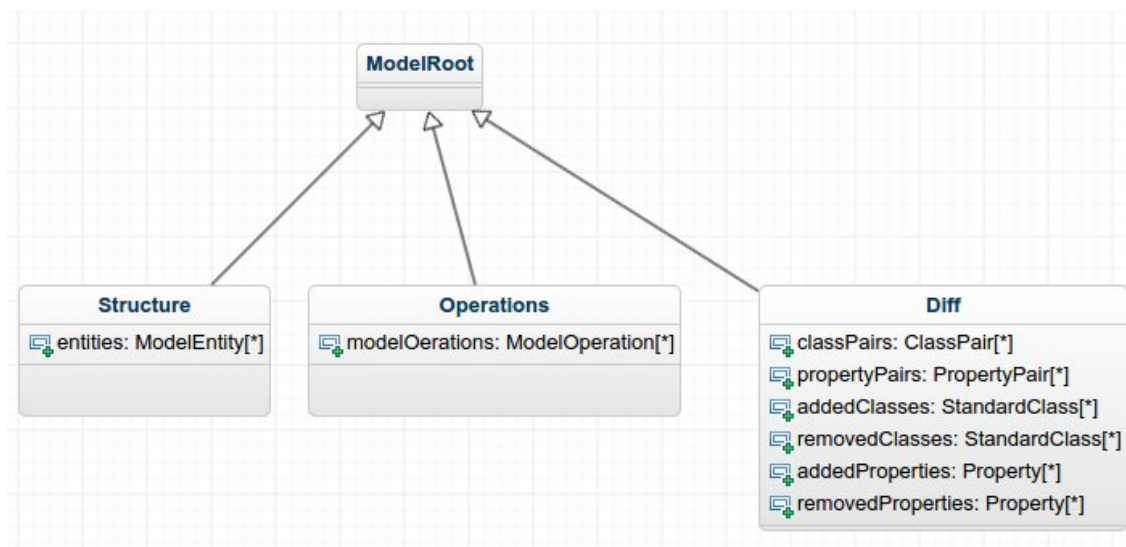 ModelRoot
Structure
entities: ModelEntity[*]
Operations
modelOerations: ModelOperation[*]
Diff
classPairs: ClassPair[*]
propertyPairs: PropertyPair[*]
addedClasses: StandardClass[*]
removedClasses: StandardClass[*]
addedProperties: Property[*]
removedProperties: Property[*]